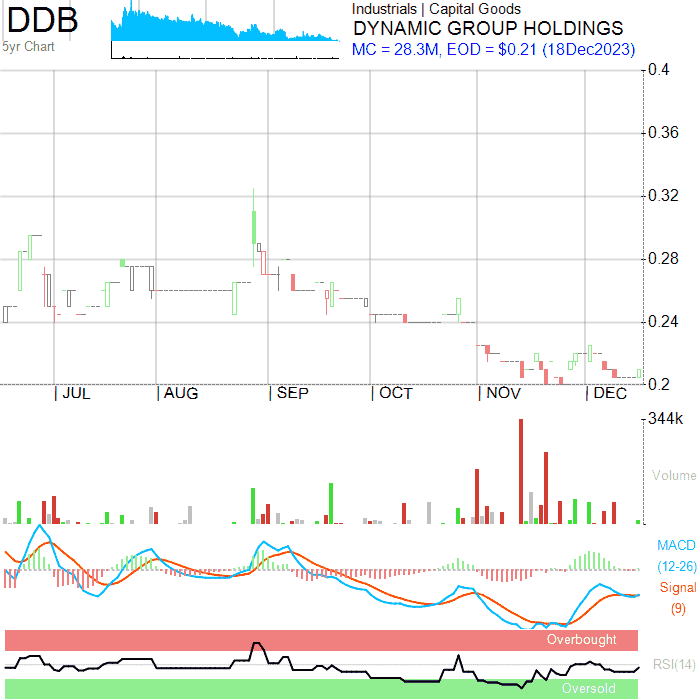 DDB
5yr Chart
Industrials | Capital Goods
DYNAMIC GROUP HOLDINGS
MC = 28.3M, EOD = $0.21 (18Dec2023)
0.4
0.36
0.32
0.28
0.24
0.2
| JUL | AUG | SEP | OCT | NOV | DEC
344k
Volume
MACD
(12-26)
Signal
(9)
Overbought
RSI(14)
Oversold